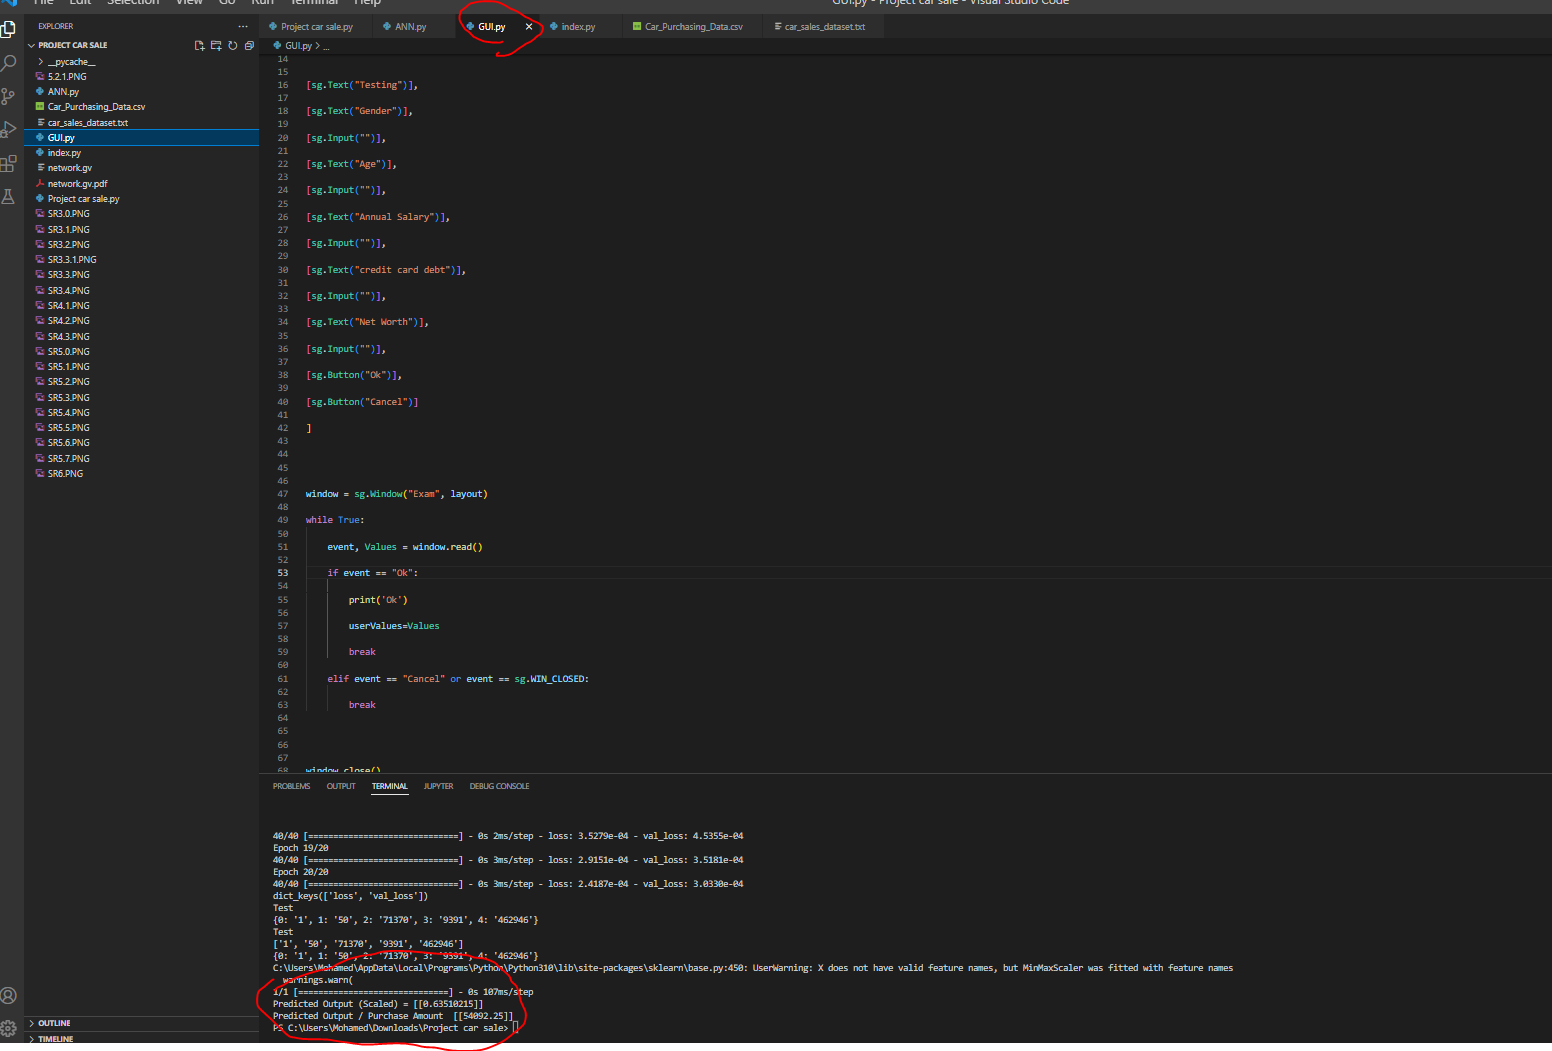 File Edit Selection View Go Run Terminal Help
GUI.py - Project car sale - Visual Studio Code
EXPLORER
PROJECT CAR SALE
__pycache__
5.2.1.PNG
ANN.py
Car_Purchasing_Data.csv
car_sales_dataset.txt
GUI.py
index.py
network.gv
network.gv.pdf
Project car sale.py
SR3.0.PNG
SR3.1.PNG
SR3.2.PNG
SR3.3.1.PNG
SR3.3.PNG
SR3.4.PNG
SR4.1.PNG
SR4.2.PNG
SR4.3.PNG
SR5.0.PNG
SR5.1.PNG
SR5.2.PNG
SR5.3.PNG
SR5.4.PNG
SR5.5.PNG
SR5.6.PNG
SR5.7.PNG
SR6.PNG
OUTLINE
TIMELINE
Project car sale.py ANN.py GUI.py index.py Car_Purchasing_Data.csv car_sales_dataset.txt
GUI.py > ...
14
15
16 [sg.Text("Testing")],
17
18 [sg.Text("Gender")],
19
20 [sg.Input("")],
21
22 [sg.Text("Age")],
23
24 [sg.Input("")],
25
26 [sg.Text("Annual Salary")],
27
28 [sg.Input("")],
29
30 [sg.Text("credit card debt")],
31
32 [sg.Input("")],
33
34 [sg.Text("Net Worth")],
35
36 [sg.Input("")],
37
38 [sg.Button("Ok")],
39
40 [sg.Button("Cancel")]
41
42 ]
43
44
45
46
47 window = sg.Window("Exam", layout)
48
49 while True:
50
51 event, Values = window.read()
52
53 if event == "Ok":
54
55 print('Ok')
56
57 userValues=Values
58
59 break
60
61 elif event == "Cancel" or event == sg.WIN_CLOSED:
62
63 break
64
65
66
67
68 window.close()
PROBLEMS OUTPUT TERMINAL JUPYTER DEBUG CONSOLE
40/40 [==============================] - 0s 2ms/step - loss: 3.5279e-04 - val_loss: 4.5355e-04
Epoch 19/20
40/40 [==============================] - 0s 3ms/step - loss: 2.9151e-04 - val_loss: 3.5181e-04
Epoch 20/20
40/40 [==============================] - 0s 3ms/step - loss: 2.4187e-04 - val_loss: 3.0330e-04
dict_keys(['loss', 'val_loss'])
Test
{0: '1', 1: '50', 2: '71370', 3: '9391', 4: '462946'}
Test
['1', '50', '71370', '9391', '462946']
{0: '1', 1: '50', 2: '71370', 3: '9391', 4: '462946'}
C:\Users\Mohamed\AppData\Local\Programs\Python\Python310\lib\site-packages\sklearn\base.py:450: UserWarning: X does not have valid feature names, but MinMaxScaler was fitted with feature names
warnings.warn(
1/1 [==============================] - 0s 107ms/step
Predicted Output (Scaled) = [[0.63510215]]
Predicted Output / Purchase Amount [[54092.25]]
PS C:\Users\Mohamed\Downloads\Project car sale>